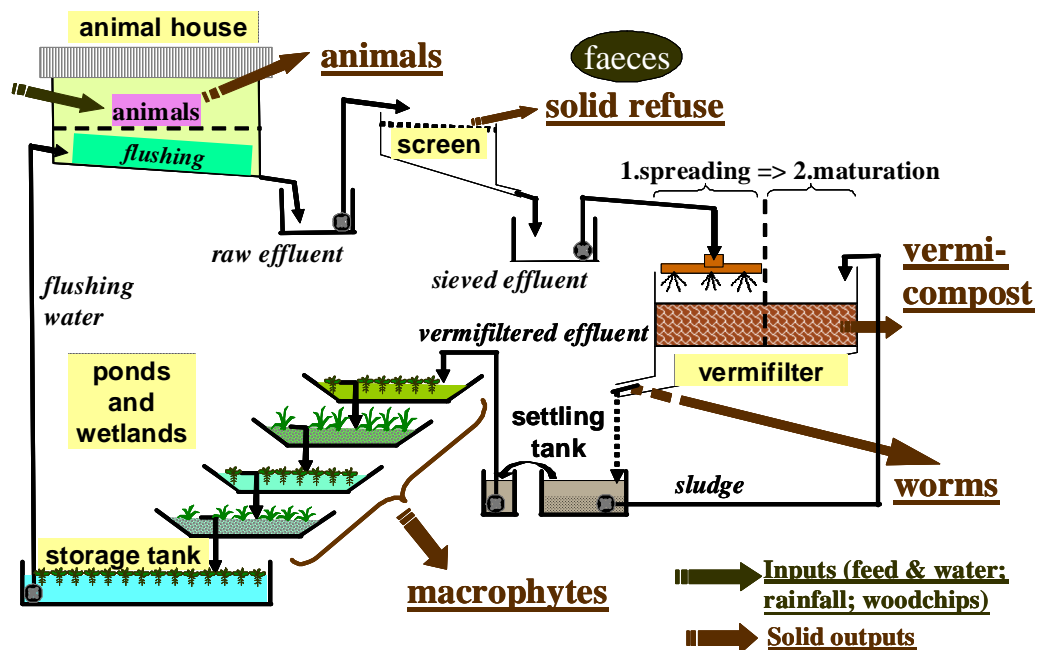 animal house
animals
faeces
animals
solid refuse
screen
flushing
1.spreading => 2.maturation
raw effluent
sieved effluent
flushing
water
vermi-
compost
vermifiltered effluent
vermifilter
ponds
and
wetlands
settling
tank
sludge
worms
storage tank
macrophytes
Inputs (feed & water;
rainfall; woodchips)
Solid outputs